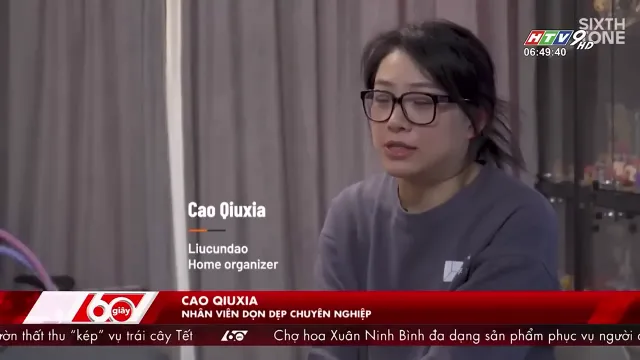 SIXTH
TONE
HTV9 HD
06:49:40
Cao Qiuxia
Liucundao
Home organizer
60 giây
CAO QIUXIA
NHÂN VIÊN DỌN DẸP CHUYÊN NGHIỆP
ườn thất thu “kép” vụ trái cây Tết
60
Chợ hoa Xuân Ninh Bình đa dạng sản phẩm phục vụ người